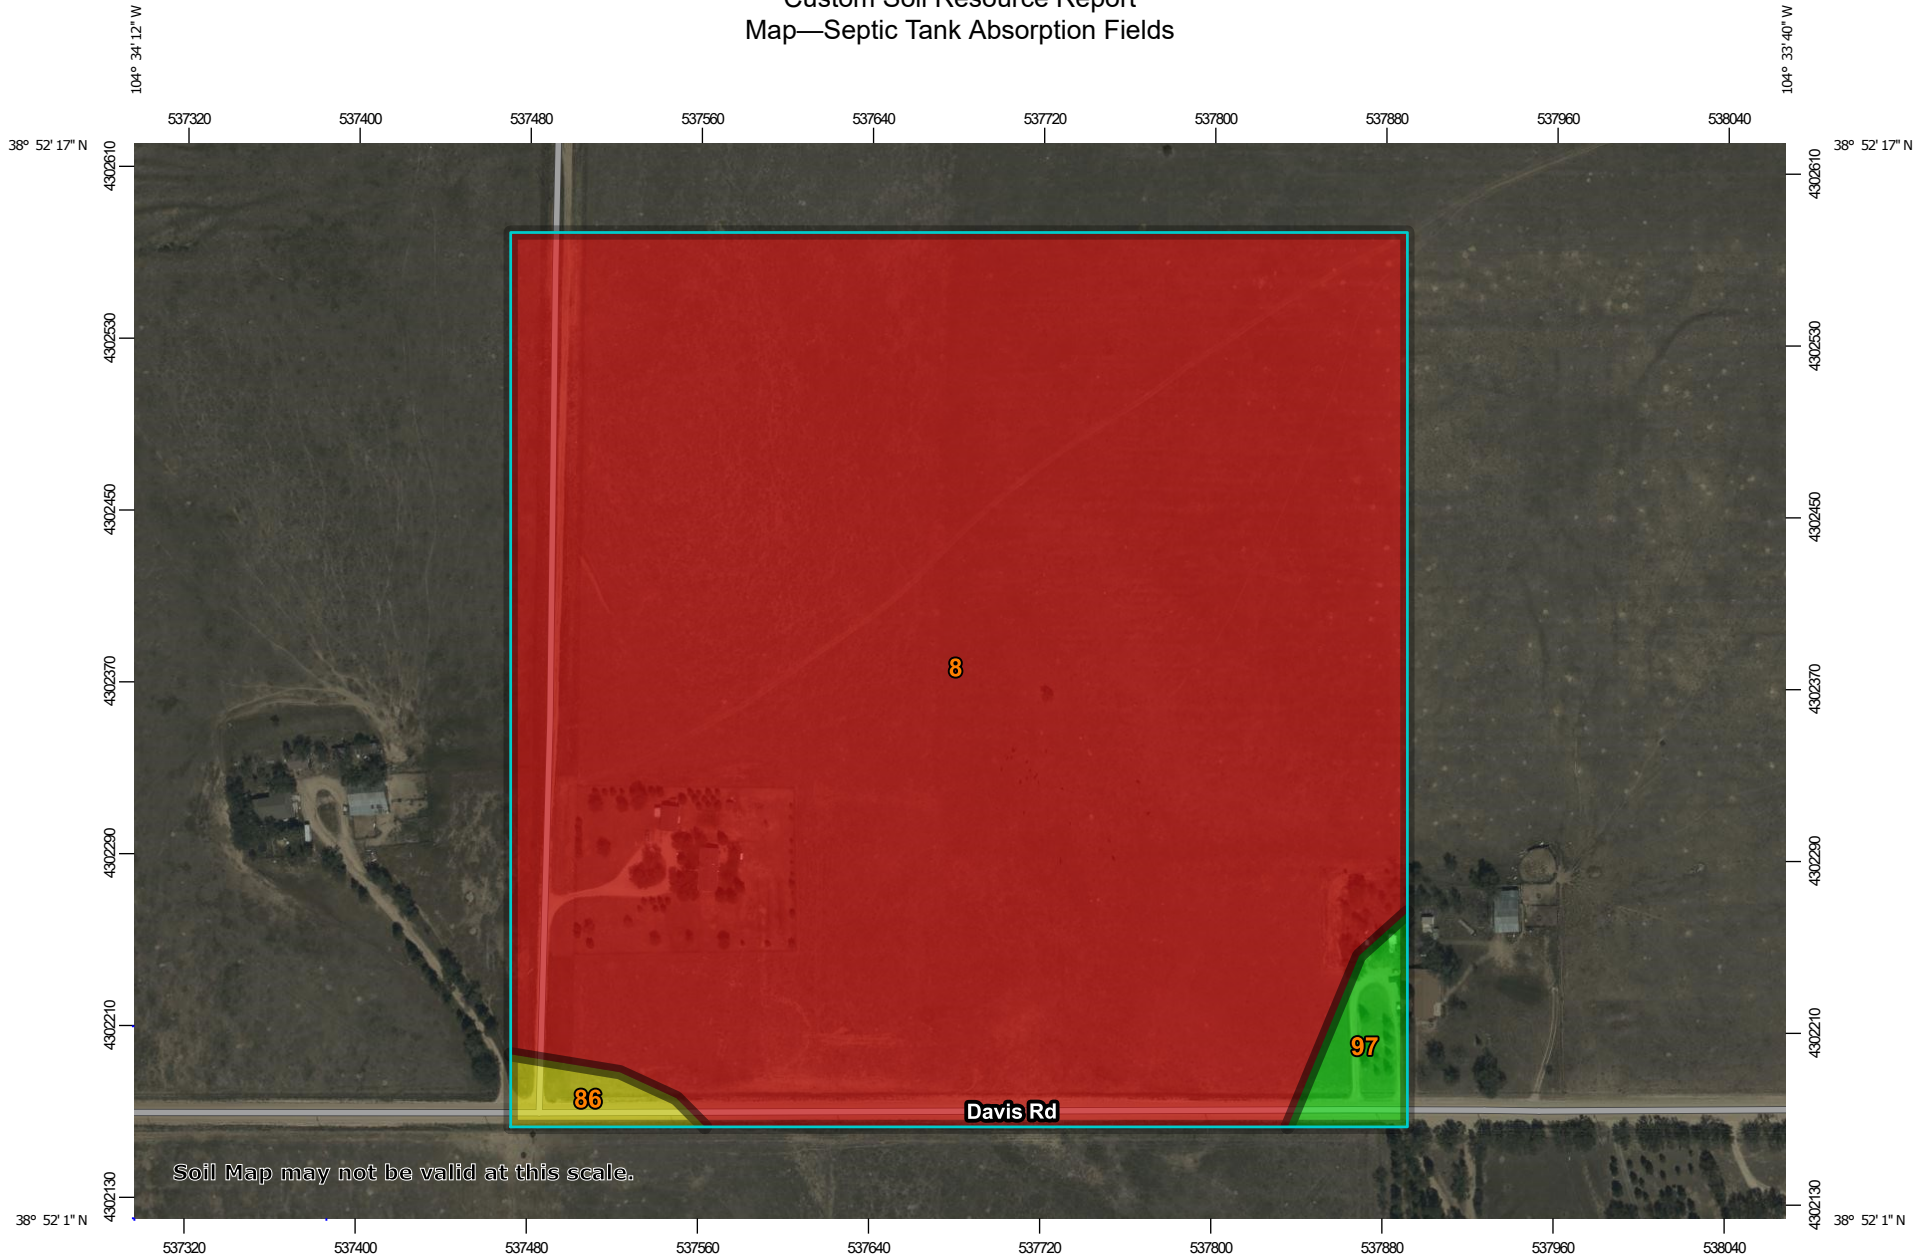 Custom Soil Resource Report
Map—Septic Tank Absorption Fields
104° 34' 12" W
104° 33' 40" W
537320 537400 537480 537560 537640 537720 537800 537880 537960 538040
38° 52' 17" N
38° 52' 17" N
4302610
4302610
4302530
4302530
4302450
4302450
4302370
4302370
8
4302290
4302290
4302210
4302210
97
86
Davis Rd
Soil Map may not be valid at this scale.
4302130
4302130
38° 52' 1" N
38° 52' 1" N
537320 537400 537480 537560 537640 537720 537800 537880 537960 538040